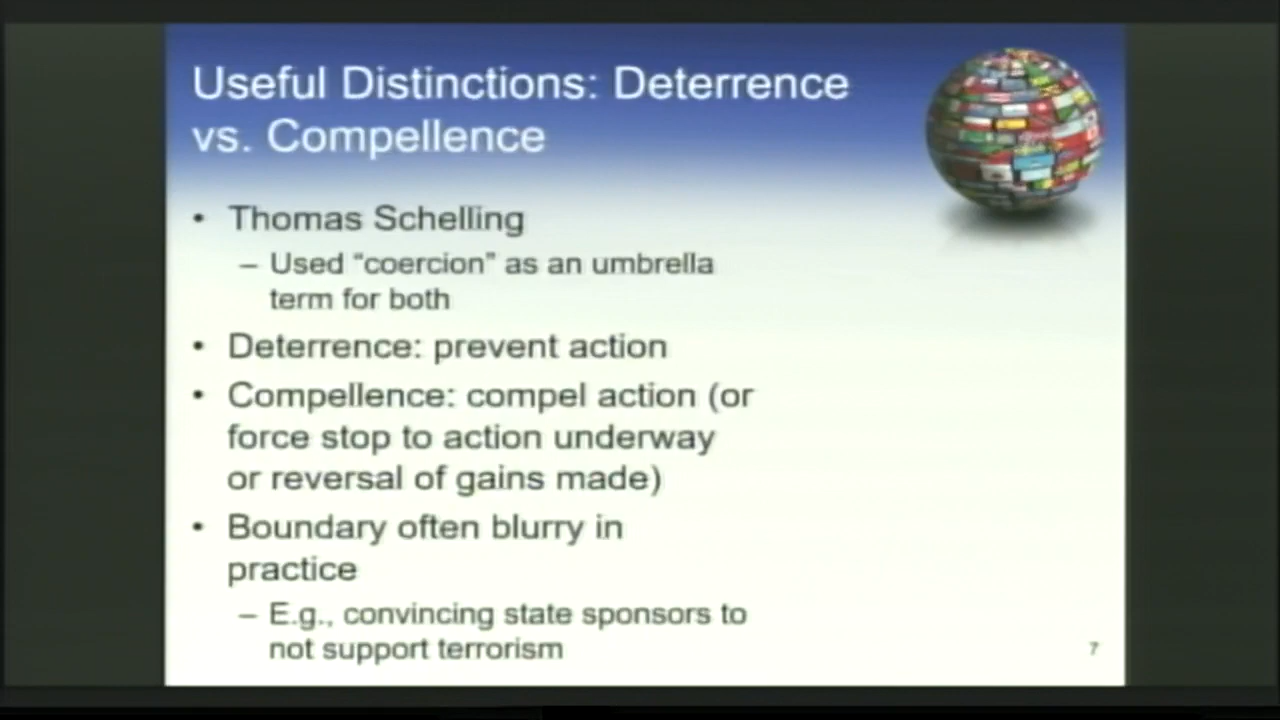 Useful Distinctions: Deterrence
vs. Compellence
• Thomas Schelling
– Used “coercion” as an umbrella
term for both
• Deterrence: prevent action
• Compellence: compel action (or
force stop to action underway
or reversal of gains made)
• Boundary often blurry in
practice
– E.g., convincing state sponsors to
not support terrorism
7